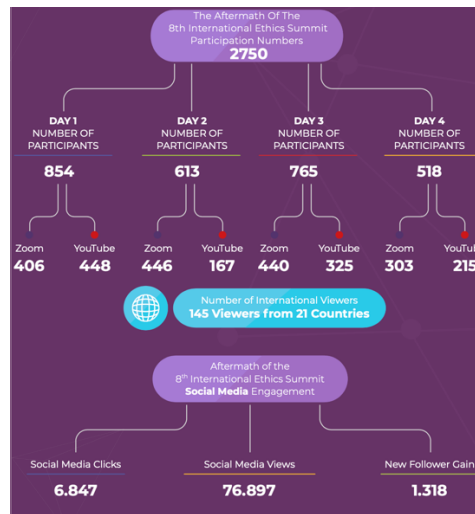 The Aftermath Of The
8th International Ethics Summit
Participation Numbers
2750
DAY 1
NUMBER OF
PARTICIPANTS
854
DAY 2
NUMBER OF
PARTICIPANTS
613
DAY 3
NUMBER OF
PARTICIPANTS
765
DAY 4
NUMBER OF
PARTICIPANTS
518
Zoom
406
YouTube
448
Zoom
446
YouTube
167
Zoom
440
YouTube
325
Zoom
303
YouTub
215
Number of International Viewers
145 Viewers from 21 Countries
Aftermath of the
8th International Ethics Summit
Social Media Engagement
Social Media Clicks
6.847
Social Media Views
76.897
New Follower Gain
1.318